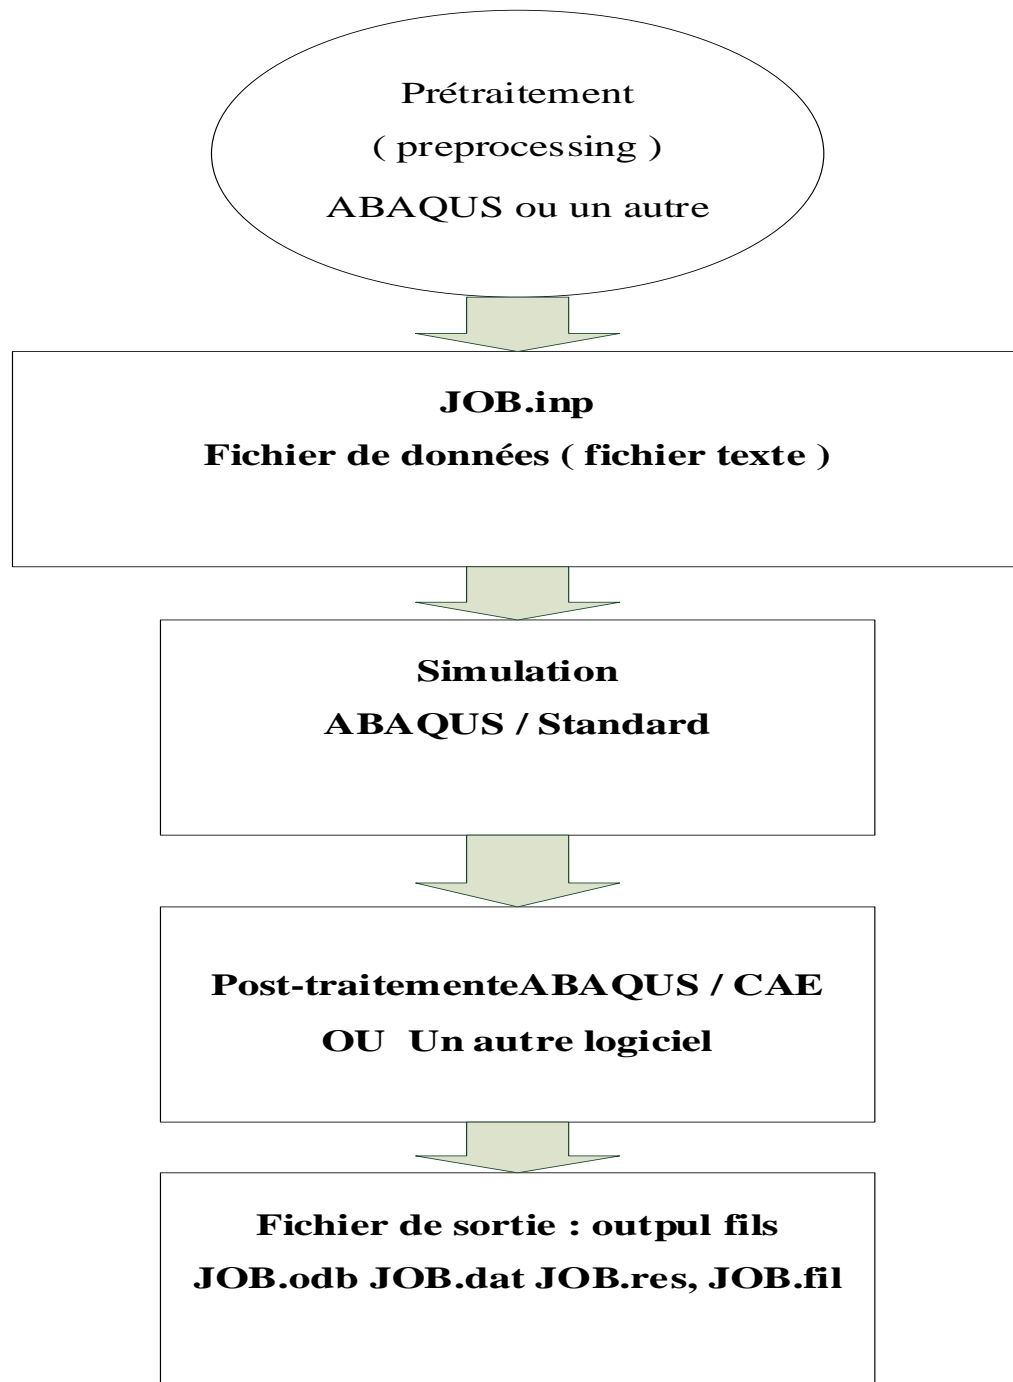 Prétraitement
( preprocessing )
ABAQUS ou un autre
JOB.inp
Fichier de données ( fichier texte )
Simulation
ABAQUS / Standard
Post-traitementeABAQUS / CAE
OU Un autre logiciel
Fichier de sortie : outpul fils
JOB.odb JOB.dat JOB.res, JOB.fil